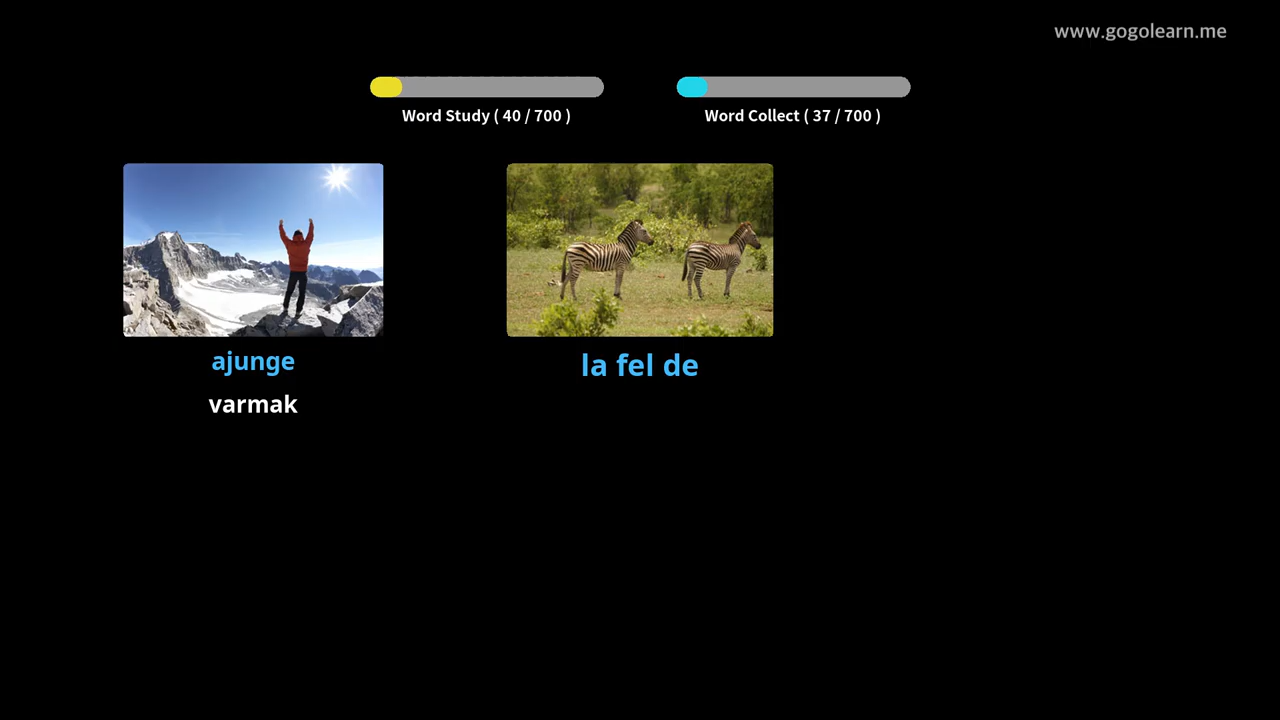 www.gogolearn.me
Word Study ( 40 / 700 )
Word Collect ( 37 / 700 )
ajunge
varmak
la fel de